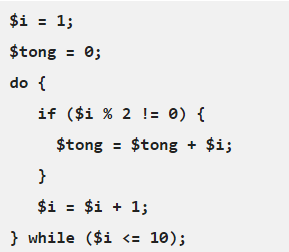 $i = 1;
$tong = 0;
do {
if ($i % 2 != 0) {
$tong = $tong + $i;
}
$i = $i + 1;
} while ($i <= 10);